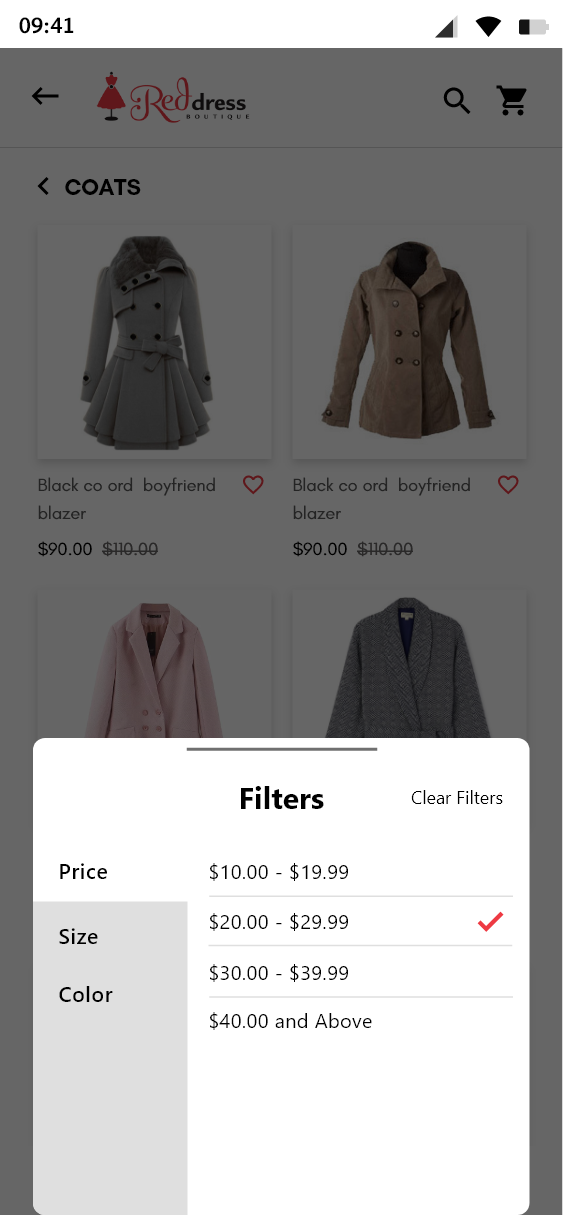 09:41
Red dress
BOUTIQUE
COATS
Black co ord boyfriend
blazer
$90.00 $110.00
Black co ord boyfriend
blazer
$90.00 $110.00
Filters
Clear Filters
Price
Size
Color
$10.00 - $19.99
$20.00 - $29.99
$30.00 - $39.99
$40.00 and Above